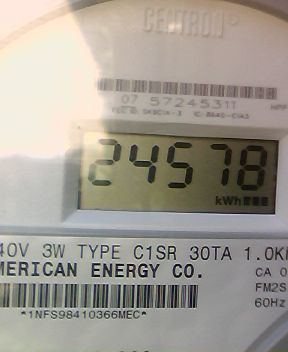 CENTRON®
07 57245311
24578
kWh
40V 3W TYPE C1SR 30TA 1.0K
MERICAN ENERGY CO.
CA 0
FM2S
60Hz
*1NFS98410366MEC*